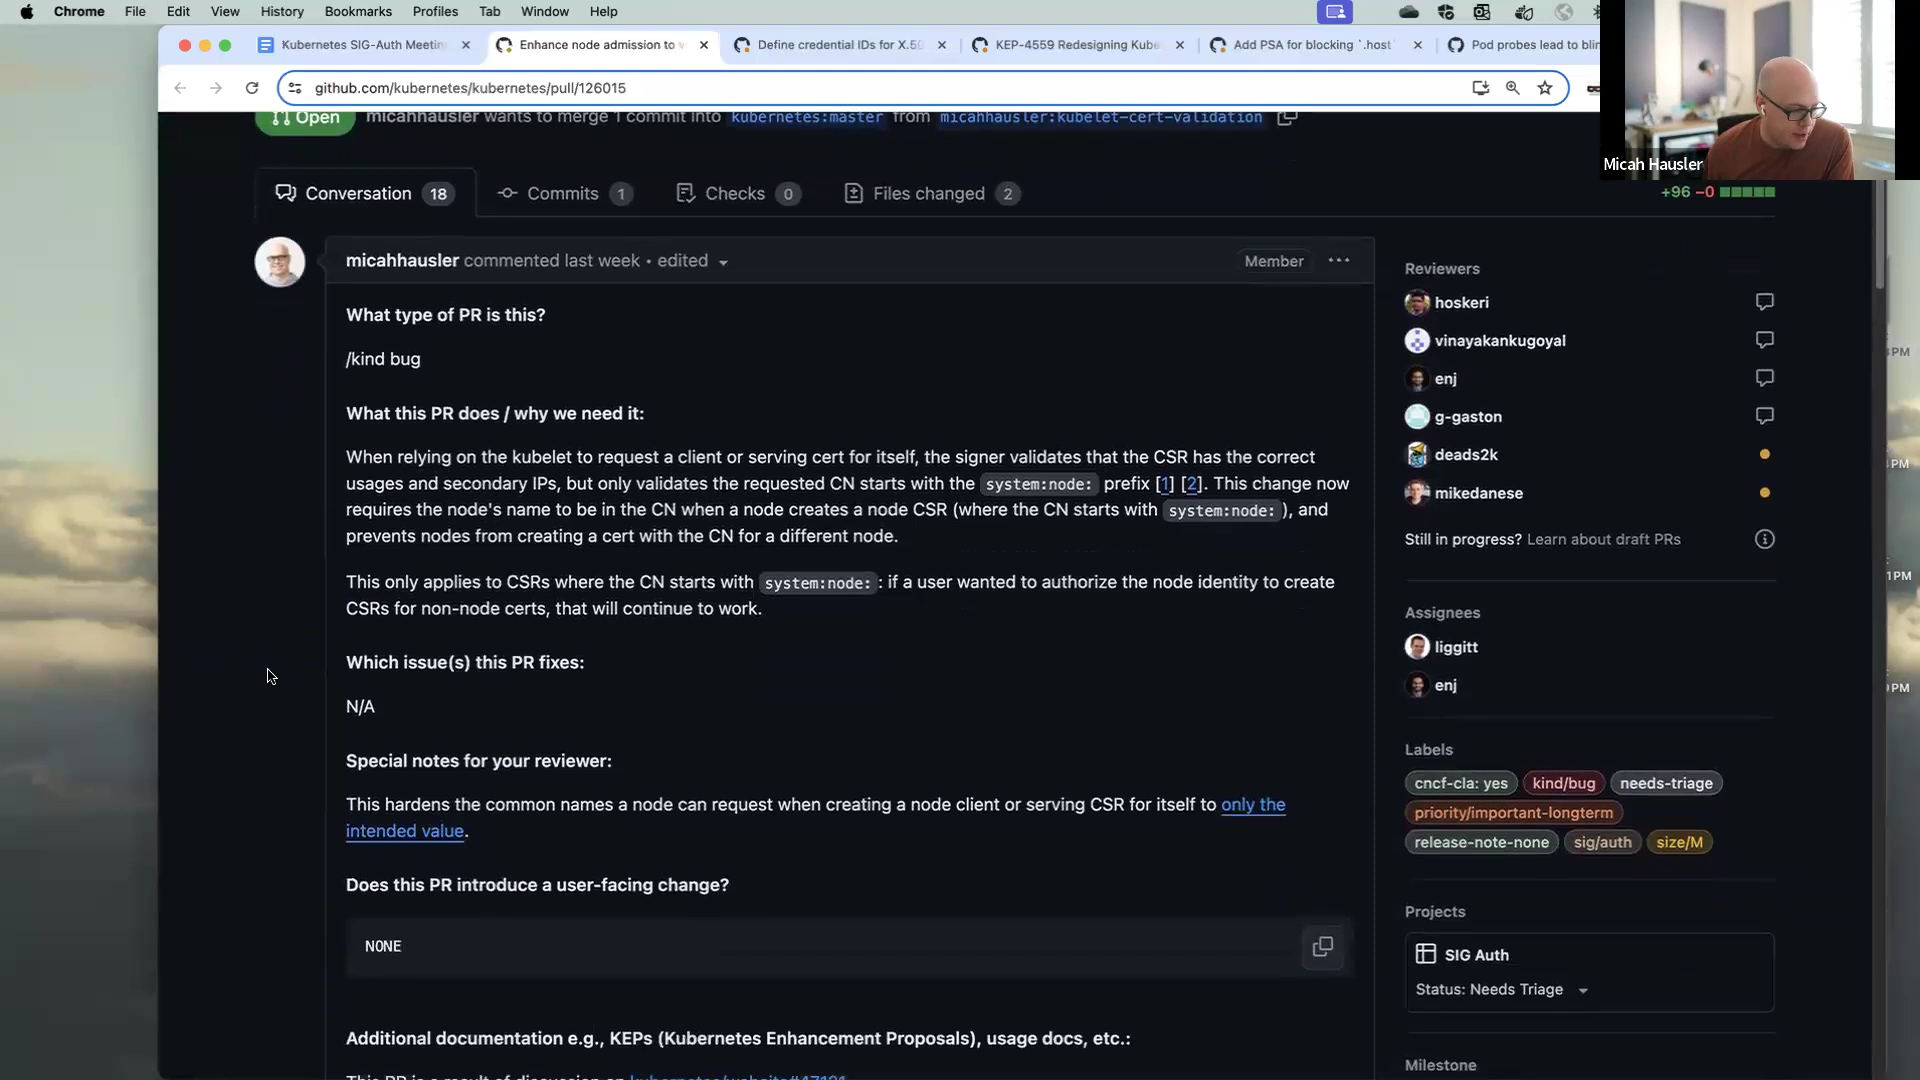 Chrome File Edit View History Bookmarks Profiles Tab Window Help
Kubernetes SIG-Auth Meetin
Enhance node admission to
Define credential IDs for X.50
KEP-4559 Redesigning Kube
Add PSA for blocking `.host`
Pod probes lead to blin
github.com/kubernetes/kubernetes/pull/126015
Open micahhausler wants to merge 1 commit into kubernetes:master from micahhausler:kubelet-cert-validation
Micah Hausler
Conversation 18 Commits 1 Checks 0 Files changed 2
+96 −0
micahhausler commented last week • edited
Member
What type of PR is this?
/kind bug
What this PR does / why we need it:
When relying on the kubelet to request a client or serving cert for itself, the signer validates that the CSR has the correct
usages and secondary IPs, but only validates the requested CN starts with the system:node: prefix [1] [2]. This change now
requires the node's name to be in the CN when a node creates a node CSR (where the CN starts with system:node: ), and
prevents nodes from creating a cert with the CN for a different node.
This only applies to CSRs where the CN starts with system:node: : if a user wanted to authorize the node identity to create
CSRs for non-node certs, that will continue to work.
Which issue(s) this PR fixes:
N/A
Special notes for your reviewer:
This hardens the common names a node can request when creating a node client or serving CSR for itself to only the
intended value.
Does this PR introduce a user-facing change?
NONE
Additional documentation e.g., KEPs (Kubernetes Enhancement Proposals), usage docs, etc.:
This PR is a result of discussion on kubernetes/website#47181
Reviewers
hoskeri
vinayakankugoyal
enj
g-gaston
deads2k
mikedanese
Still in progress? Learn about draft PRs
Assignees
liggitt
enj
Labels
cncf-cla: yes kind/bug needs-triage
priority/important-longterm
release-note-none sig/auth size/M
Projects
SIG Auth
Status: Needs Triage
Milestone
PM
1 PM
PM